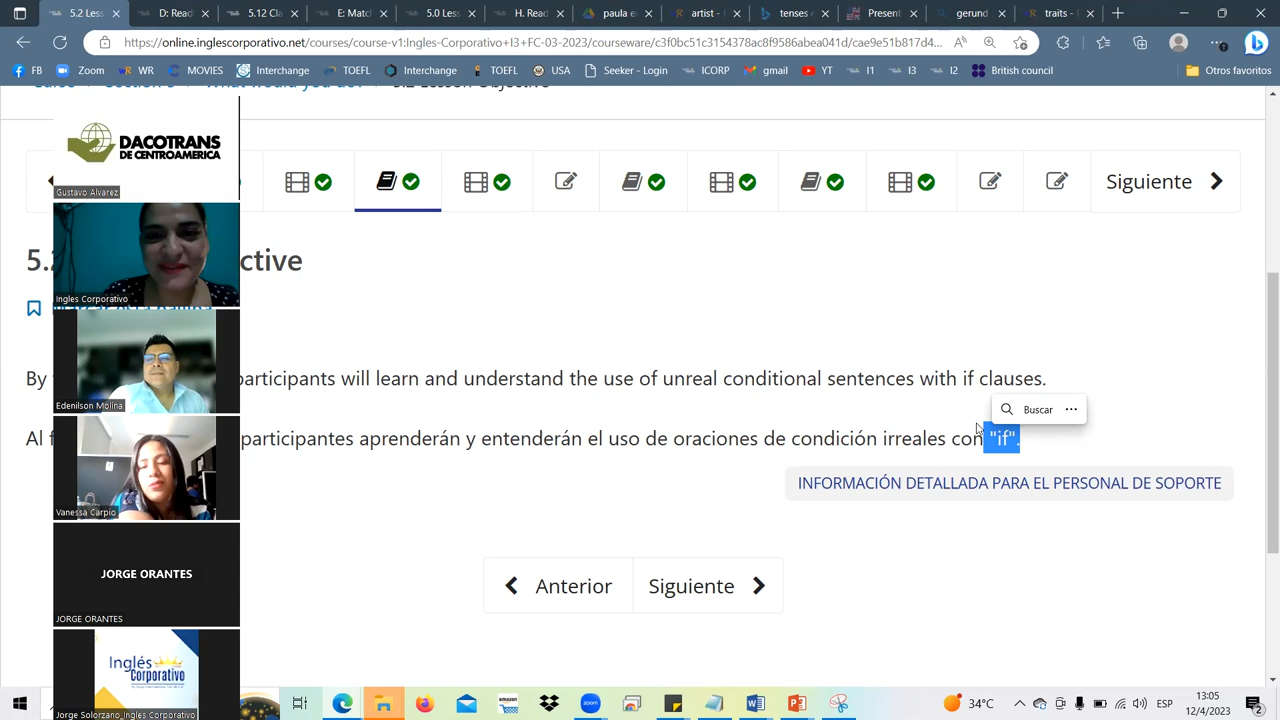 5.12 Cla
E: Match
5.0 Less
H. Read
paula e
artist -
tenses e
tenses -
Present
gerund
traits -
https://online.inglescorporativo.net/courses/course-v1:Ingles-Corporativo+I3+FC-03-2023/courseware/c3f0bc51c3154378ac8f9586abea041d/cae9e51b817d4...
FB
Zoom
WR
MOVIES
Interchange
TOEFL
Interchange
TOEFL
USA
Seeker - Login
ICORP
gmail
YT
I1
I3
I2
British council
Otros favoritos
DACOTRANS
DE CENTROAMERICA
Gustavo Alvarez
Siguiente
Ingles Corporativo
5.2 ctive
Edenilson Molina
By participants will learn and understand the use of unreal conditional sentences with if clauses.
Buscar
Al f participantes aprenderán y entenderán el uso de oraciones de condición irreales con "if".
INFORMACIÓN DETALLADA PARA EL PERSONAL DE SOPORTE
Vanessa Carpio
Anterior
Siguiente
JORGE ORANTES
JORGE ORANTES
Inglés
Corporativo
Jorge Solorzano_Inglés Corporativo
amazon
zoom
34°C
ESP
13:05
12/4/2023
2